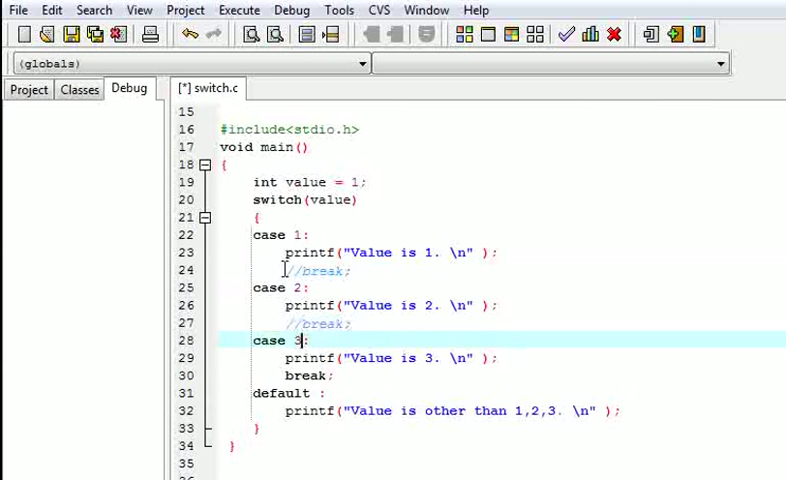 File Edit Search View Project Execute Debug Tools CVS Window Help
(globals)
Project Classes Debug [*] switch.c
15
16 #include<stdio.h>
17 void main()
18 {
19 int value = 1;
20 switch(value)
21 {
22 case 1:
23 printf("Value is 1. \n" );
24 //break;
25 case 2:
26 printf("Value is 2. \n" );
27 //break;
28 case 3:
29 printf("Value is 3. \n" );
30 break;
31 default :
32 printf("Value is other than 1,2,3. \n" );
33 }
34 }
35